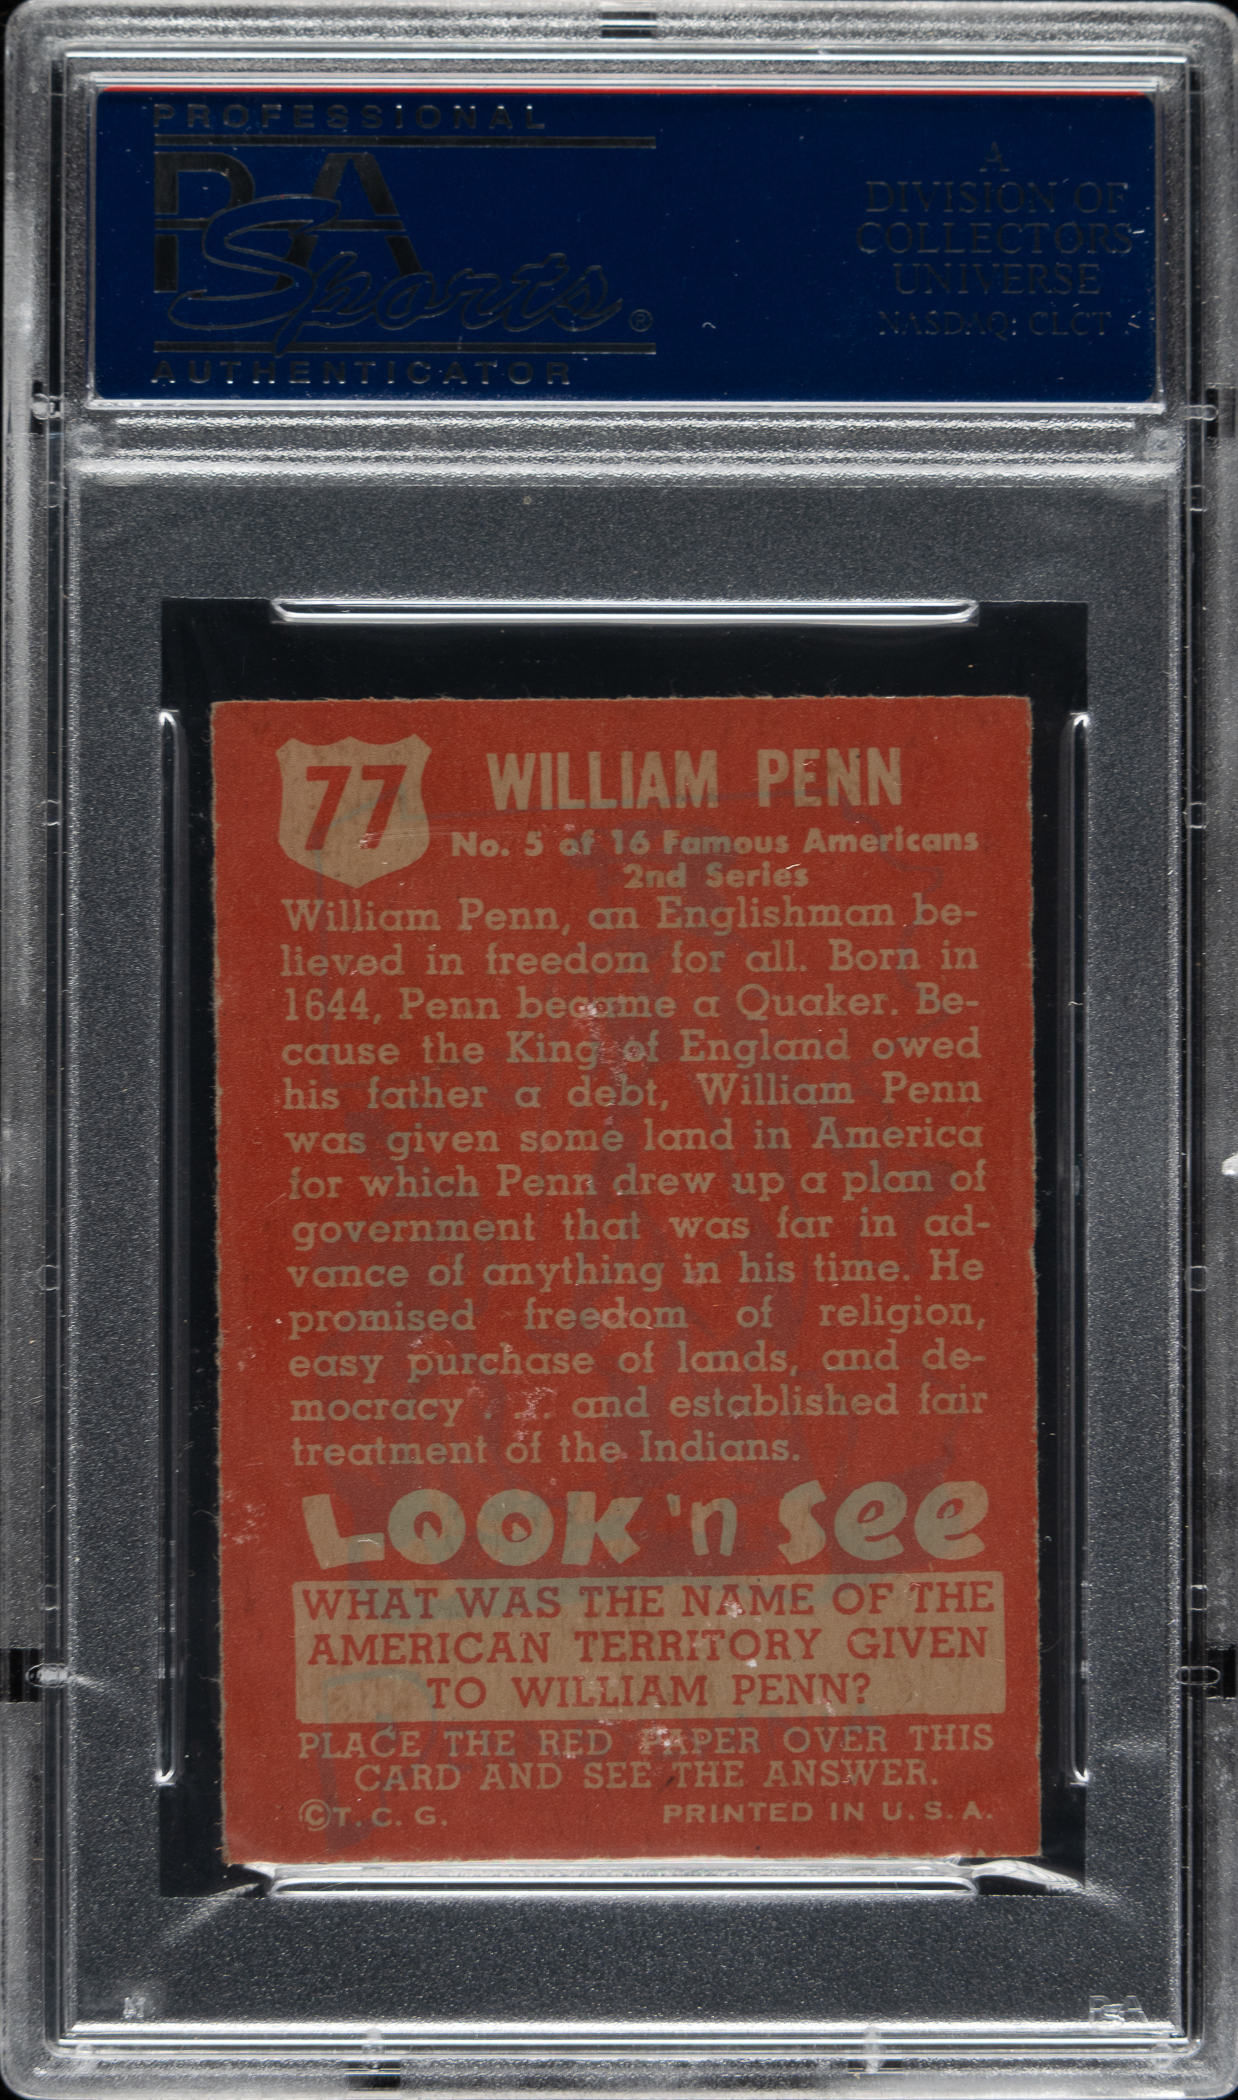 PROFESSIONAL
PSA
Sports®
AUTHENTICATOR
A
DIVISION OF
COLLECTORS
UNIVERSE
NASDAQ: CLCT
77
WILLIAM PENN
No. 5 of 16 Famous Americans
2nd Series
William Penn, an Englishman be-
lieved in freedom for all. Born in
1644, Penn became a Quaker. Be-
cause the King of England owed
his father a debt, William Penn
was given some land in America
for which Penn drew up a plan of
government that was far in ad-
vance of anything in his time. He
promised freedom of religion,
easy purchase of lands, and de-
mocracy . . . and established fair
treatment of the Indians.
LOOK 'n SEE
WHAT WAS THE NAME OF THE
AMERICAN TERRITORY GIVEN
TO WILLIAM PENN?
PLACE THE RED PAPER OVER THIS
CARD AND SEE THE ANSWER.
©T. C. G. PRINTED IN U. S. A.
PSA